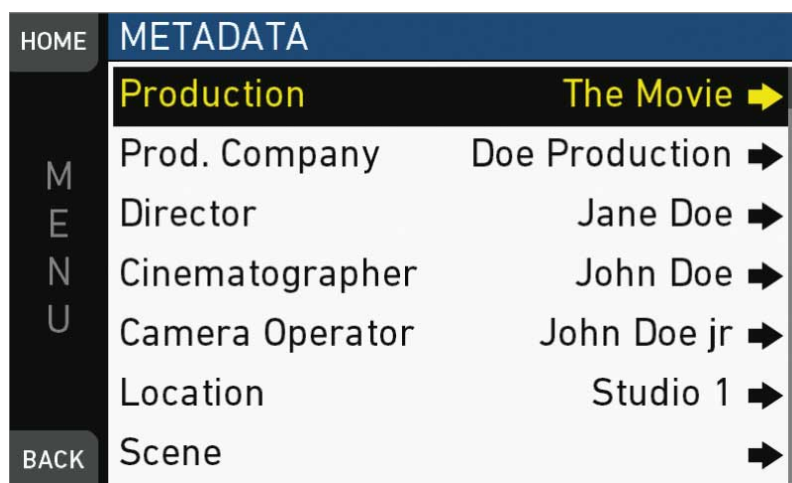 HOME METADATA
Production The Movie
Prod. Company Doe Production
Director Jane Doe
Cinematographer John Doe
Camera Operator John Doe jr
Location Studio 1
Scene
MENU
BACK